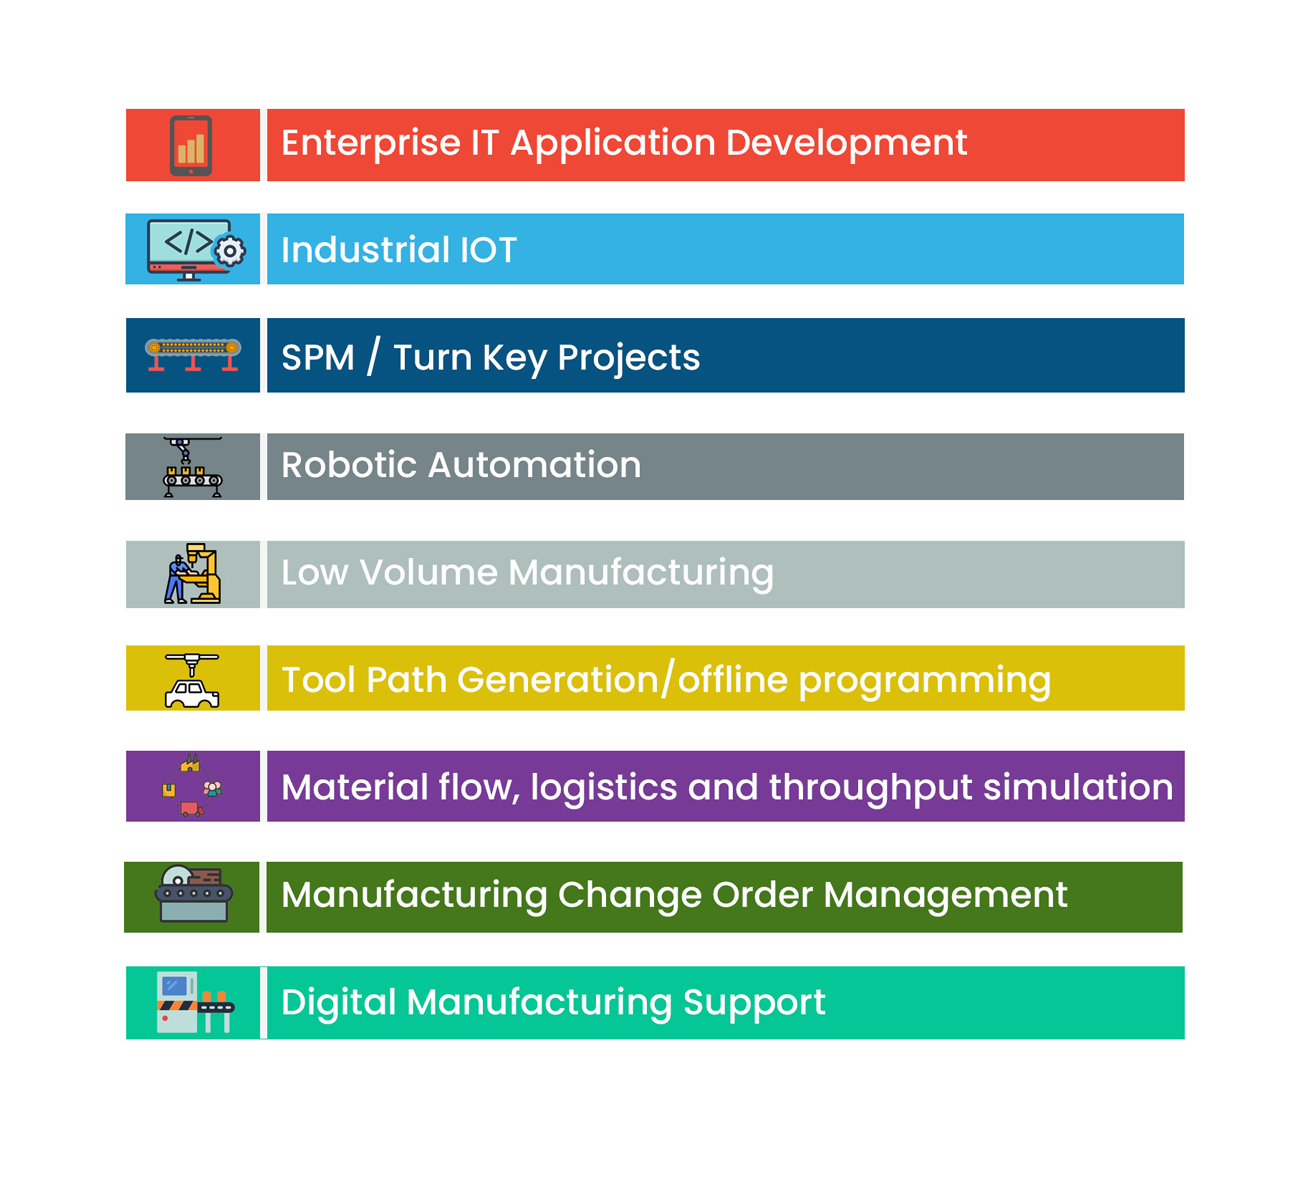 Enterprise IT Application Development
Industrial IOT
SPM / Turn Key Projects
Robotic Automation
Low Volume Manufacturing
Tool Path Generation/offline programming
Material flow, logistics and throughput simulation
Manufacturing Change Order Management
Digital Manufacturing Support